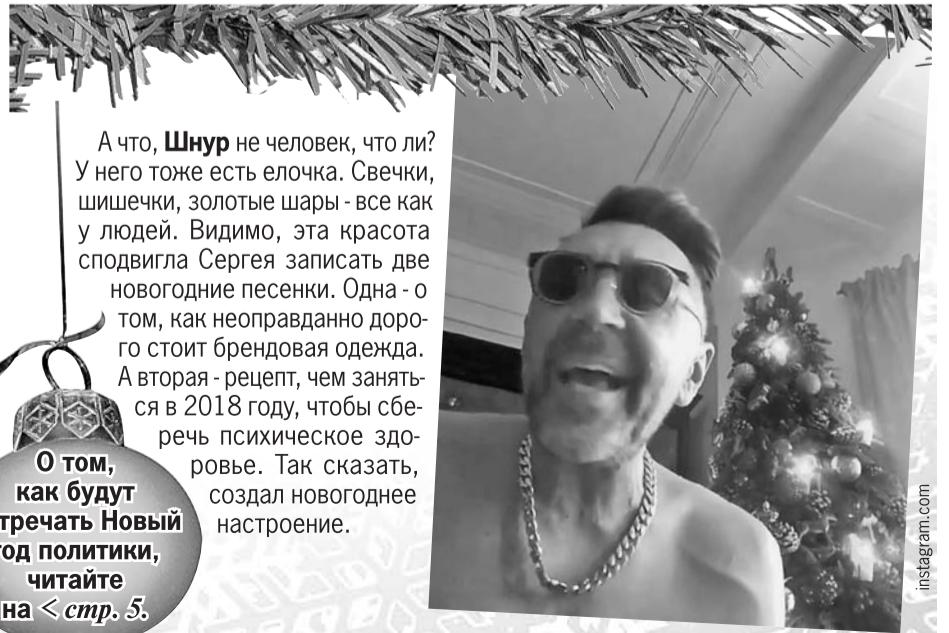 А что, Шнур не человек, что ли?
У него тоже есть елочка. Свечки,
шишечки, золотые шары - все как
у людей. Видимо, эта красота
сподвигла Сергея записать две
новогодние песенки. Одна - о
том, как неоправданно доро-
го стоит брендовая одежда.
А вторая - рецепт, чем занять-
ся в 2018 году, чтобы сбе-
речь психическое здо-
ровье. Так сказать,
создал новогоднее
настроение.
О том,
как будут
тречать Новый
од политики,
читайте
на < стр. 5.
instagram.com